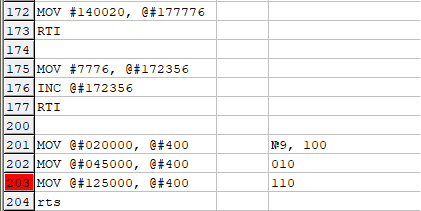 172 MOV #140020, @#177776
173 RTI
174
175 MOV #7776, @#172356
176 INC @#172356
177 RTI
200
201 MOV @#020000, @#400 №9, 100
202 MOV @#045000, @#400 010
203 MOV @#125000, @#400 110
204 rts